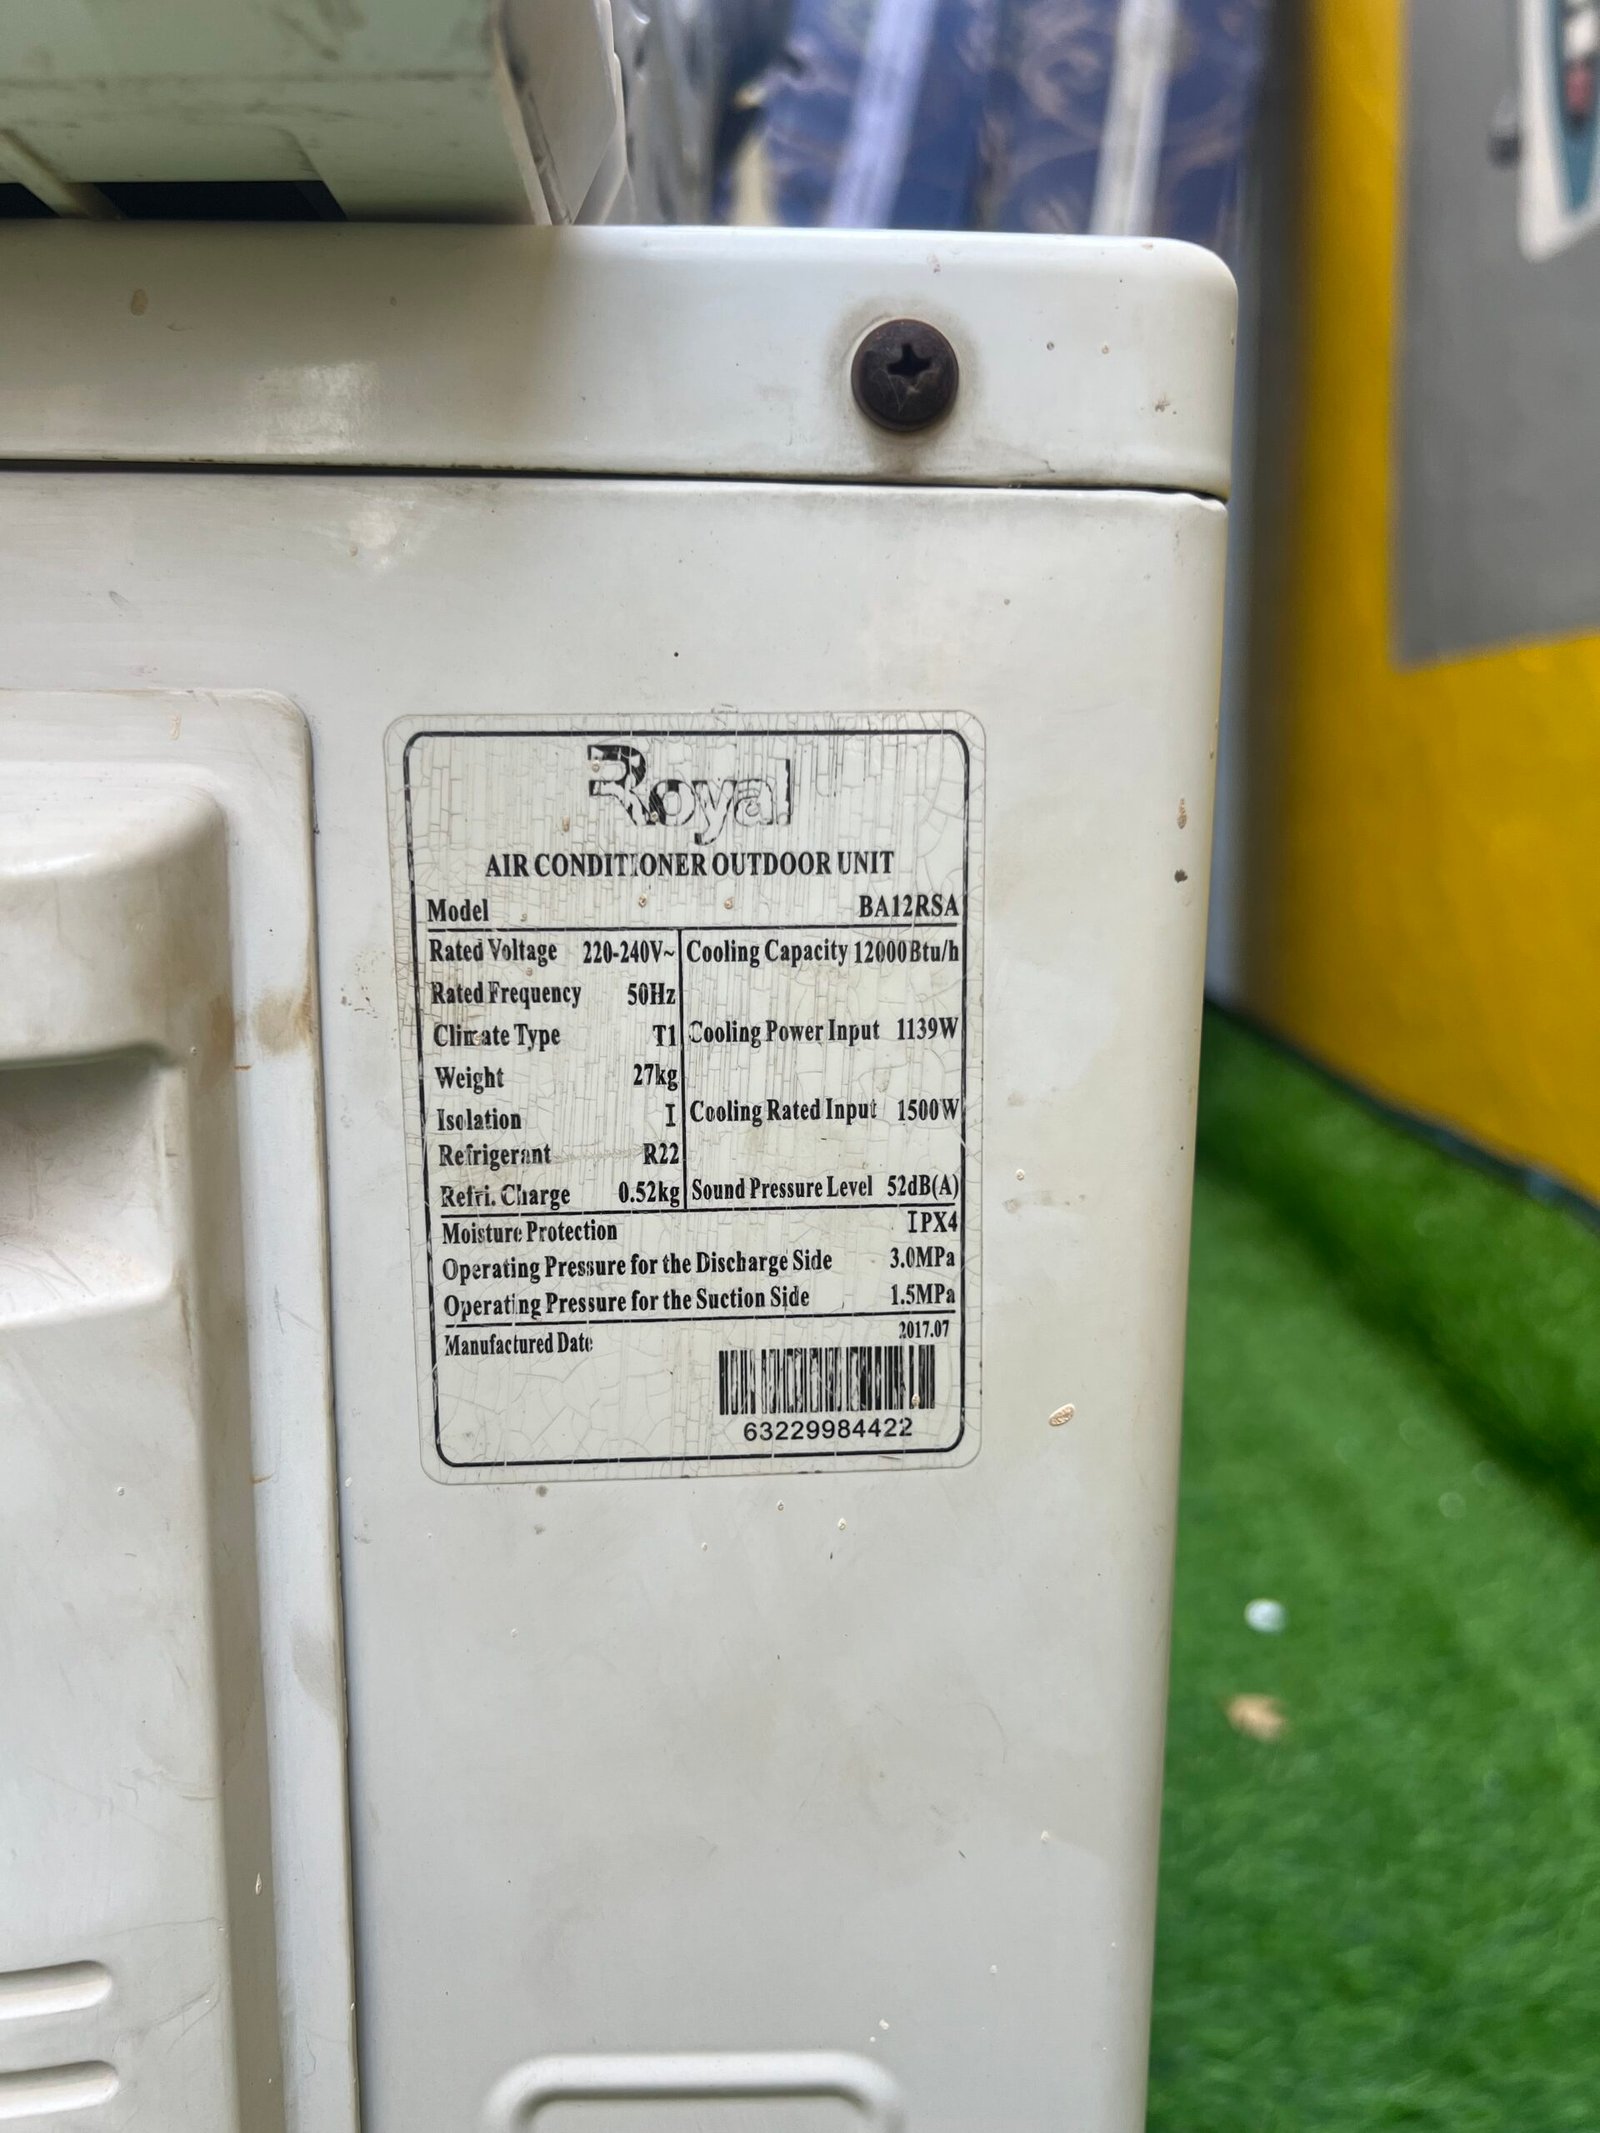 Royal
AIR CONDITIONER OUTDOOR UNIT
Model BA12RSA
Rated Voltage 220-240V~
Rated Frequency 50Hz
Climate Type T1
Weight 27kg
Isolation I
Refrigerant R22
Refri. Charge 0.52kg
Cooling Capacity 12000Btu/h
Cooling Power Input 1139W
Cooling Rated Input 1500W
Sound Pressure Level 52dB(A)
Moisture Protection IPX4
Operating Pressure for the Discharge Side 3.0MPa
Operating Pressure for the Suction Side 1.5MPa
Manufactured Date 2017.07
63229984422